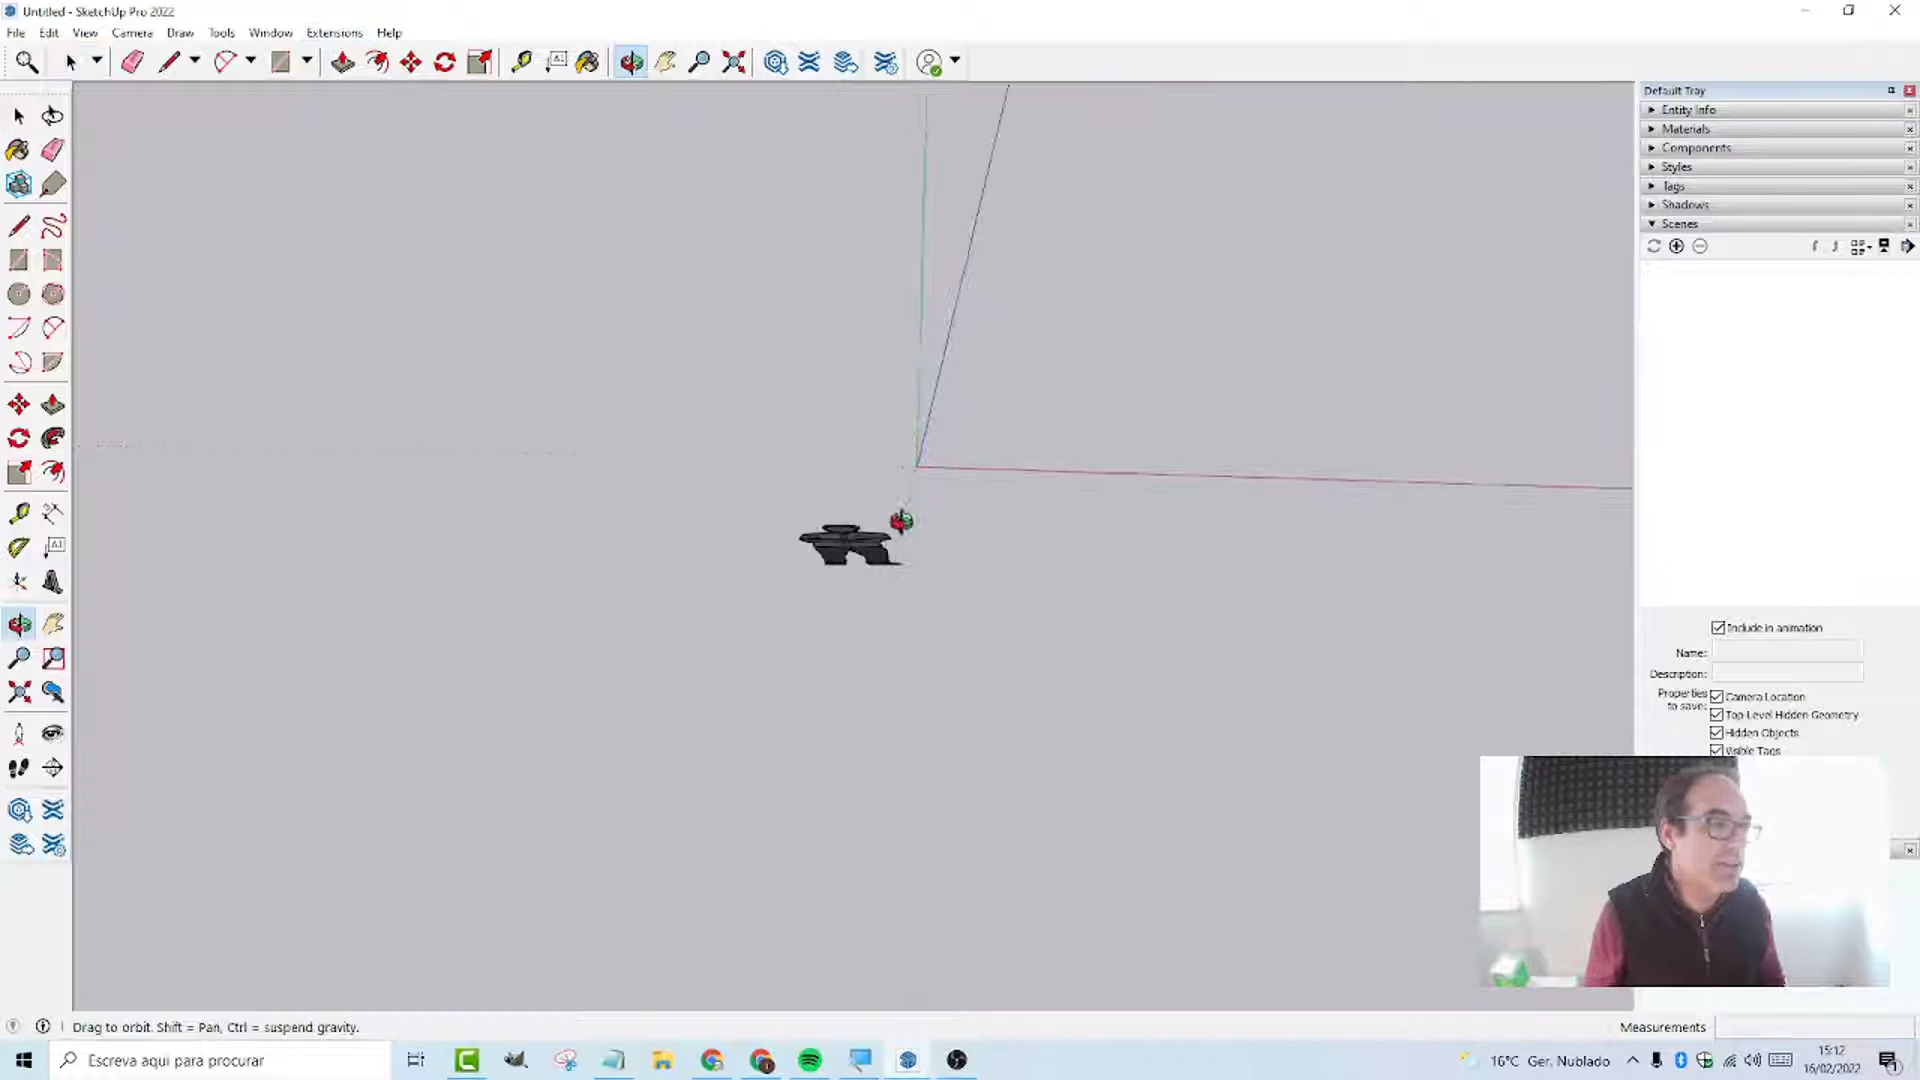 Untitled - SketchUp Pro 2022
File Edit View Camera Draw Tools Window Extensions Help
Default Tray
Entity Info
Materials
Components
Styles
Tags
Shadows
Scenes
Include in animation
Name:
Description:
Properties to save:
Camera Location
Top Level Hidden Geometry
Hidden Objects
Visible Tags
Drag to orbit. Shift = Pan, Ctrl = suspend gravity.
Measurements
Escreva aqui para procurar
16°C Ger. Nublado
15:12
16/02/2022